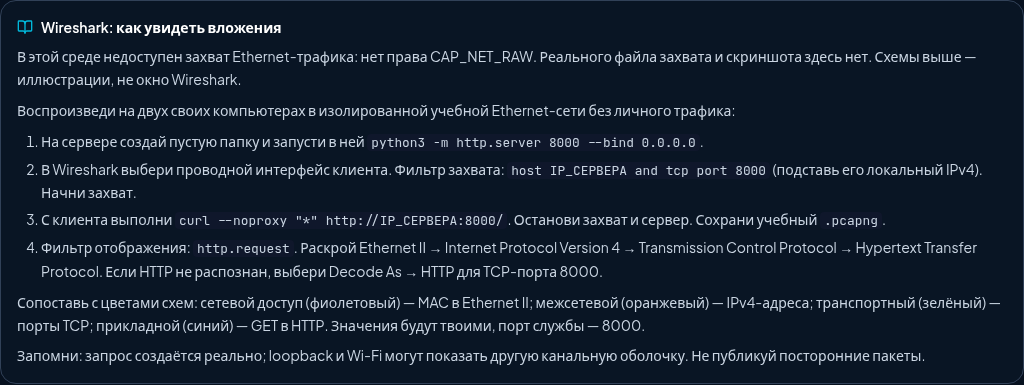 Wireshark: как увидеть вложения
В этой среде недоступен захват Ethernet-трафика: нет права CAP_NET_RAW. Реального файла захвата и скриншота здесь нет. Схемы выше —
иллюстрации, не окно Wireshark.
Воспроизведи на двух своих компьютерах в изолированной учебной Ethernet-сети без личного трафика:
1. На сервере создай пустую папку и запусти в ней python3 -m http.server 8000 --bind 0.0.0.0 .
2. В Wireshark выбери проводной интерфейс клиента. Фильтр захвата: host IP_СЕРВЕРА and tcp port 8000 (подставь его локальный IPv4).
Начни захват.
3. С клиента выполни curl --noproxy "*" http://IP_СЕРВЕРА:8000/ . Останови захват и сервер. Сохрани учебный .pcapng .
4. Фильтр отображения: http.request . Раскрой Ethernet II → Internet Protocol Version 4 → Transmission Control Protocol → Hypertext Transfer
Protocol. Если HTTP не распознан, выбери Decode As → HTTP для TCP-порта 8000.
Сопоставь с цветами схем: сетевой доступ (фиолетовый) — MAC в Ethernet II; межсетевой (оранжевый) — IPv4-адреса; транспортный (зелёный) —
порты TCP; прикладной (синий) — GET в HTTP. Значения будут твоими, порт службы — 8000.
Запомни: запрос создаётся реально; loopback и Wi-Fi могут показать другую канальную оболочку. Не публикуй посторонние пакеты.